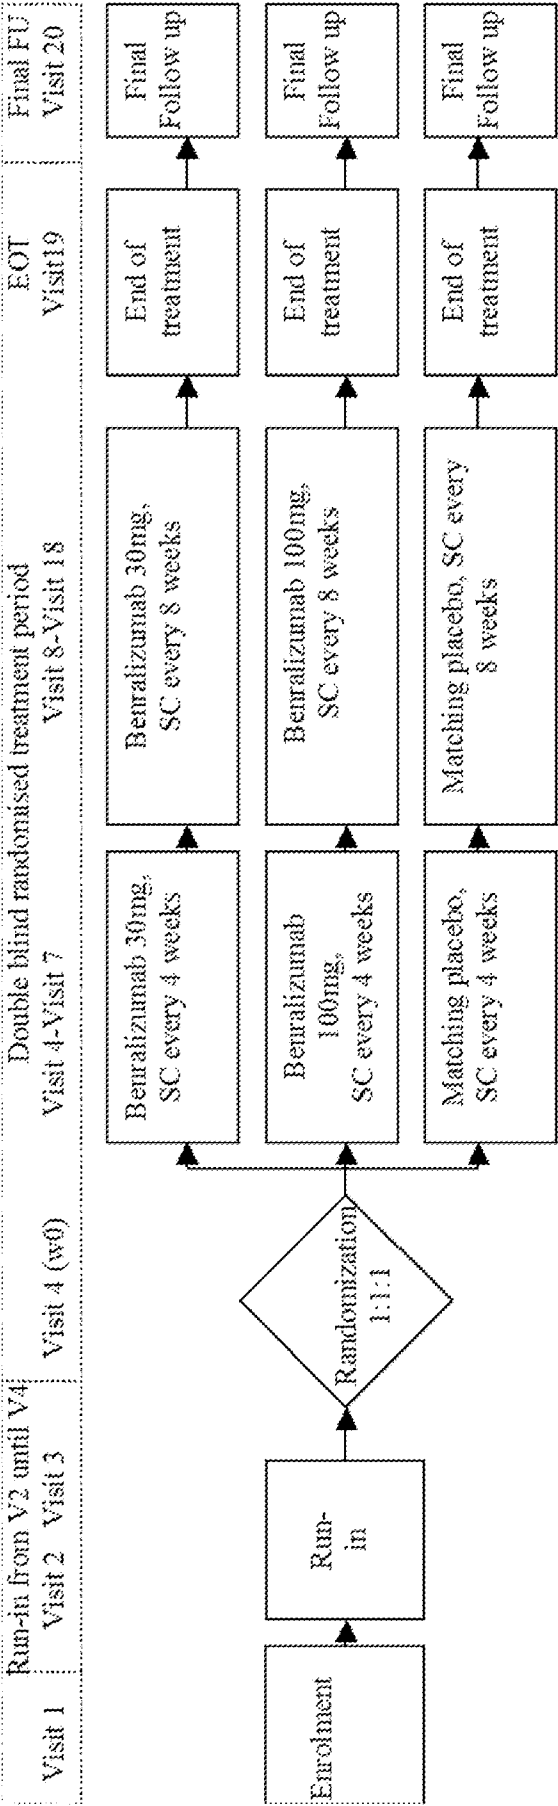 Visit 1
Run-in from V2 until V4
Visit 2 Visit 3
Double blind randomised treatment period
Visit 4 (w0)
Visit 4-Visit 7
Visit 8-Visit 18
EOT
Visit19
Final FU
Visit 20
Enrolment
Run-
in
Randomization
1:1:1
Benralizumab 30mg,
SC every 4 weeks
Benralizumab 30mg,
SC every 8 weeks
End of
treatment
Final
Follow up
Benralizumab
100mg,
SC every 4 weeks
Benralizumab 100mg,
SC every 8 weeks
End of
treatment
Final
Follow up
Matching placebo,
SC every 4 weeks
Matching placebo, SC every
8 weeks
End of
treatment
Final
Follow up